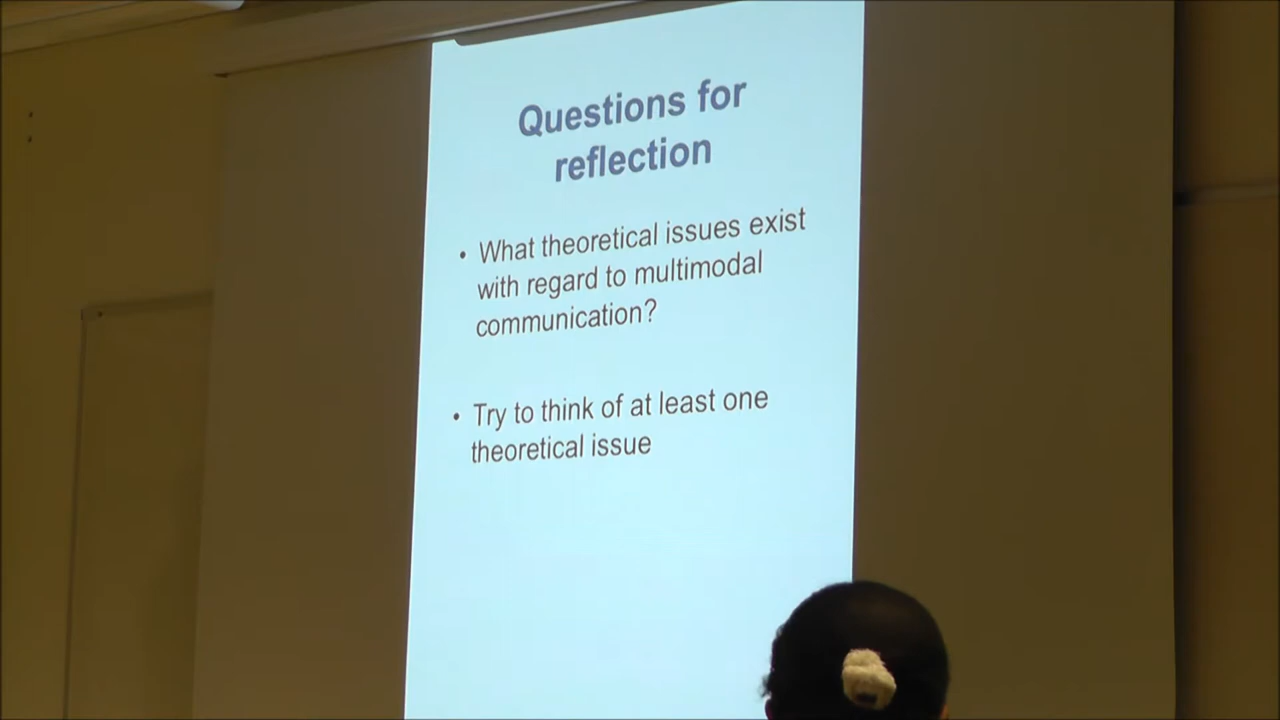 Questions for
reflection
• What theoretical issues exist
with regard to multimodal
communication?
• Try to think of at least one
theoretical issue